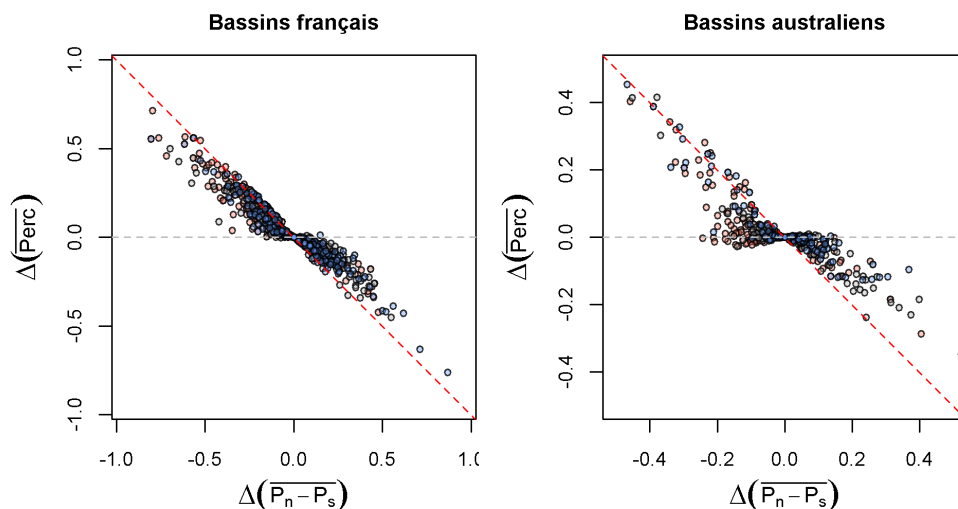 Bassins français
Bassins australiens
1.0
0.5
0.0
-0.5
-1.0
Δ(Perc)
-1.0 -0.5 0.0 0.5 1.0
Δ(Pn − Ps)
0.4
0.2
0.0
-0.2
-0.4
Δ(Perc)
-0.4 -0.2 0.0 0.2 0.4
Δ(Pn − Ps)